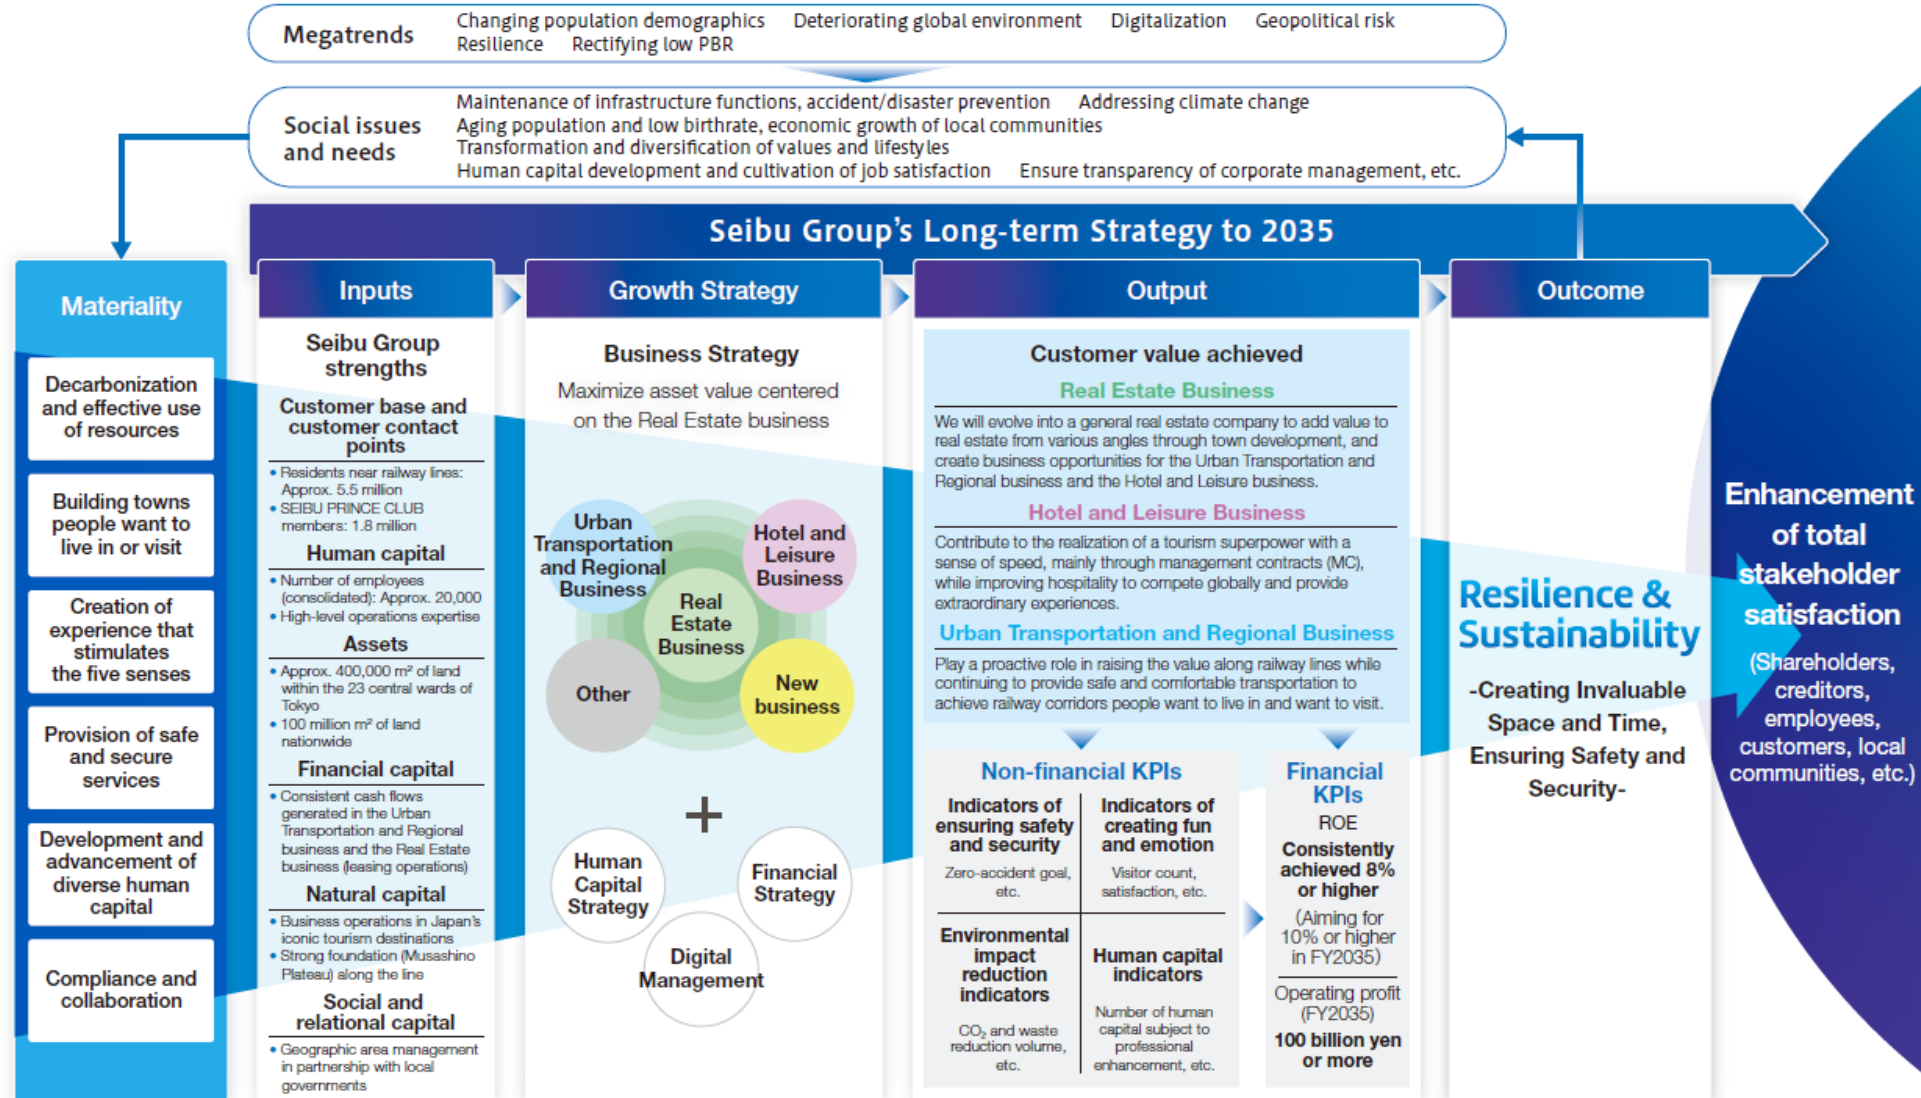 Megatrends
Changing population demographics Deteriorating global environment Digitalization Geopolitical risk
Resilience Rectifying low PBR
Social issues
and needs
Maintenance of infrastructure functions, accident/disaster prevention Addressing climate change
Aging population and low birthrate, economic growth of local communities
Transformation and diversification of values and lifestyles
Human capital development and cultivation of job satisfaction Ensure transparency of corporate management, etc.
Seibu Group's Long-term Strategy to 2035
Materiality
Decarbonization
and effective use
of resources
Building towns
people want to
live in or visit
Creation of
experience that
stimulates
the five senses
Provision of safe
and secure
services
Development and
advancement of
diverse human
capital
Compliance and
collaboration
Inputs
Seibu Group
strengths
Customer base and
customer contact
points
• Residents near railway lines:
Approx. 5.5 million
• SEIBU PRINCE CLUB
members: 1.8 million
Human capital
• Number of employees
(consolidated): Approx. 20,000
• High-level operations expertise
Assets
• Approx. 400,000 m² of land
within the 23 central wards of
Tokyo
• 100 million m² of land
nationwide
Financial capital
• Consistent cash flows
generated in the Urban
Transportation and Regional
business and the Real Estate
business (leasing operations)
Natural capital
• Business operations in Japan's
iconic tourism destinations
• Strong foundation (Musashino
Plateau) along the line
Social and
relational capital
• Geographic area management
in partnership with local
governments
Growth Strategy
Business Strategy
Maximize asset value centered
on the Real Estate business
Urban
Transportation
and Regional
Business
Hotel and
Leisure
Business
Real
Estate
Business
Other
New
business
+
Human
Capital
Strategy
Financial
Strategy
Digital
Management
Output
Customer value achieved
Real Estate Business
We will evolve into a general real estate company to add value to
real estate from various angles through town development, and
create business opportunities for the Urban Transportation and
Regional business and the Hotel and Leisure business.
Hotel and Leisure Business
Contribute to the realization of a tourism superpower with a
sense of speed, mainly through management contracts (MC),
while improving hospitality to compete globally and provide
extraordinary experiences.
Urban Transportation and Regional Business
Play a proactive role in raising the value along railway lines while
continuing to provide safe and comfortable transportation to
achieve railway corridors people want to live in and want to visit.
Non-financial KPIs
Indicators of
ensuring safety
and security
Zero-accident goal,
etc.
Indicators of
creating fun
and emotion
Visitor count,
satisfaction, etc.
Environmental
impact
reduction
indicators
CO₂ and waste
reduction volume,
etc.
Human capital
indicators
Number of human
capital subject to
professional
enhancement, etc.
Financial
KPIs
ROE
Consistently
achieved 8%
or higher
(Aiming for
10% or higher
in FY2035)
Operating profit
(FY2035)
100 billion yen
or more
Outcome
Resilience &
Sustainability
-Creating Invaluable
Space and Time,
Ensuring Safety and
Security-
Enhancement
of total
stakeholder
satisfaction
(Shareholders,
creditors,
employees,
customers, local
communities, etc.)